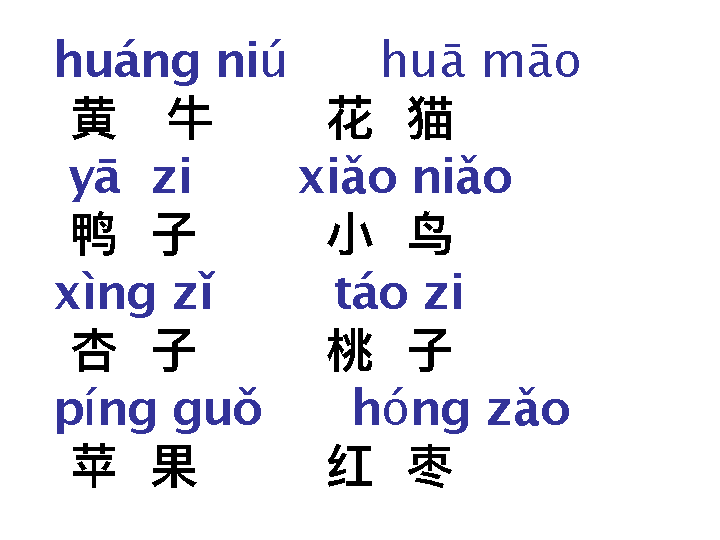 huáng niú huā māo
黄 牛 花 猫
yā zi xiǎo niǎo
鸭 子 小 鸟
xìng zǐ táo zi
杏 子 桃 子
píng guǒ hóng zǎo
苹 果 红 枣